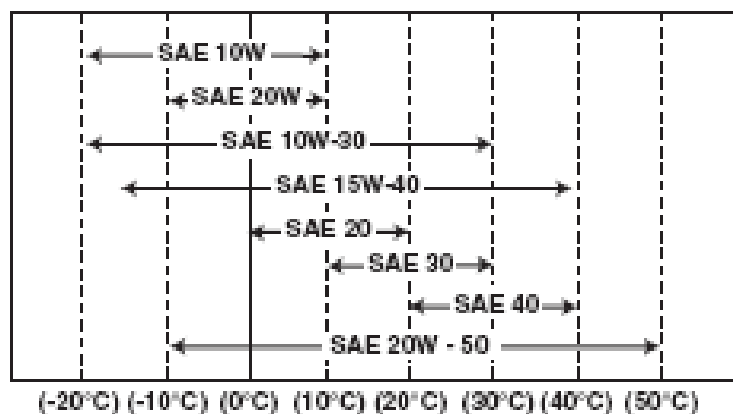 SAE 10W
SAE 20W
SAE 10W-30
SAE 15W-40
SAE 20
SAE 30
SAE 40
SAE 20W - 50
(-20°C) (-10°C) (0°C) (10°C) (20°C) (30°C) (40°C) (50°C)